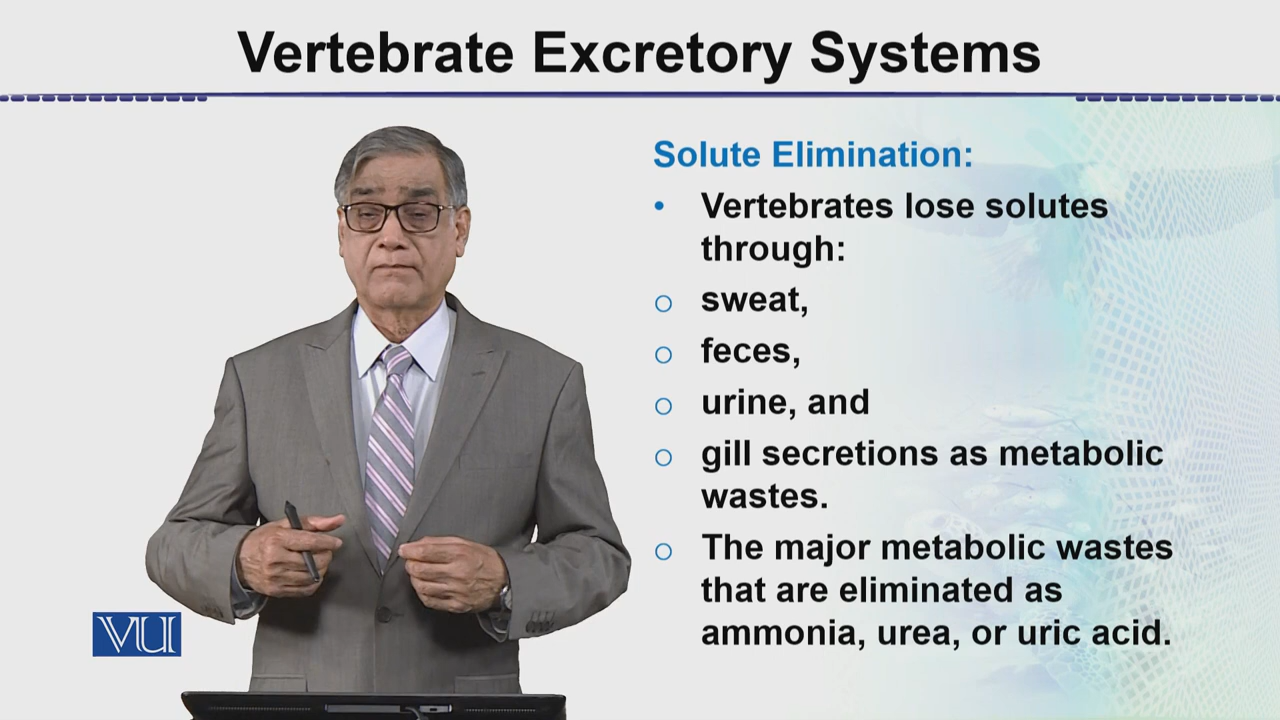 Vertebrate Excretory Systems
Solute Elimination:
• Vertebrates lose solutes
through:
o sweat,
o feces,
o urine, and
o gill secretions as metabolic
wastes.
o The major metabolic wastes
that are eliminated as
ammonia, urea, or uric acid.
VU